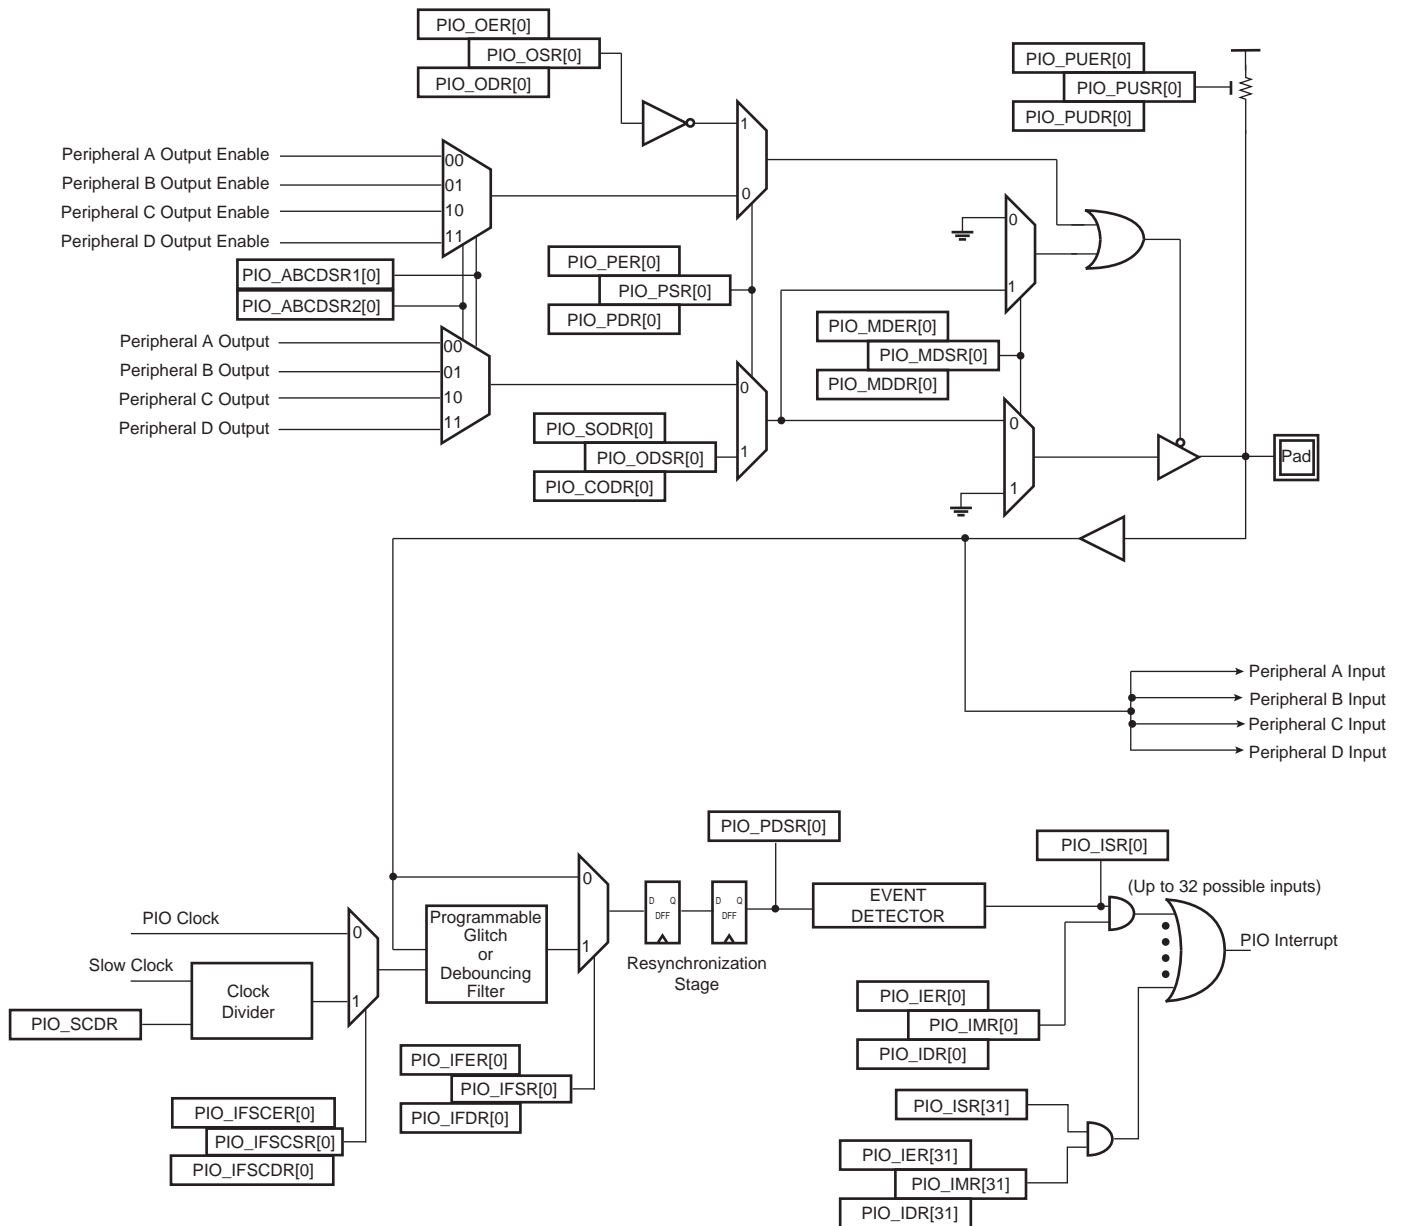 PIO_OER[0]
PIO_OSR[0]
PIO_ODR[0]
PIO_PUER[0]
PIO_PUSR[0]
PIO_PUDR[0]
1
0
Peripheral A Output Enable
Peripheral B Output Enable
Peripheral C Output Enable
Peripheral D Output Enable
00
01
10
11
0
1
PIO_ABCDSR1[0]
PIO_ABCDSR2[0]
PIO_PER[0]
PIO_PSR[0]
PIO_PDR[0]
PIO_MDER[0]
PIO_MDSR[0]
PIO_MDDR[0]
Peripheral A Output
Peripheral B Output
Peripheral C Output
Peripheral D Output
00
01
10
11
0
1
PIO_SODR[0]
PIO_ODSR[0]
PIO_CODR[0]
0
1
Pad
Peripheral A Input
Peripheral B Input
Peripheral C Input
Peripheral D Input
PIO_PDSR[0]
PIO_ISR[0]
(Up to 32 possible inputs)
0
1
D Q
DFF
D Q
DFF
Resynchronization
Stage
EVENT
DETECTOR
PIO Interrupt
PIO Clock
Slow Clock
0
1
Clock
Divider
PIO_SCDR
Programmable
Glitch
or
Debouncing
Filter
PIO_IER[0]
PIO_IMR[0]
PIO_IDR[0]
PIO_IFER[0]
PIO_IFSR[0]
PIO_IFDR[0]
PIO_IFSCER[0]
PIO_IFSCSR[0]
PIO_IFSCDR[0]
PIO_ISR[31]
PIO_IER[31]
PIO_IMR[31]
PIO_IDR[31]